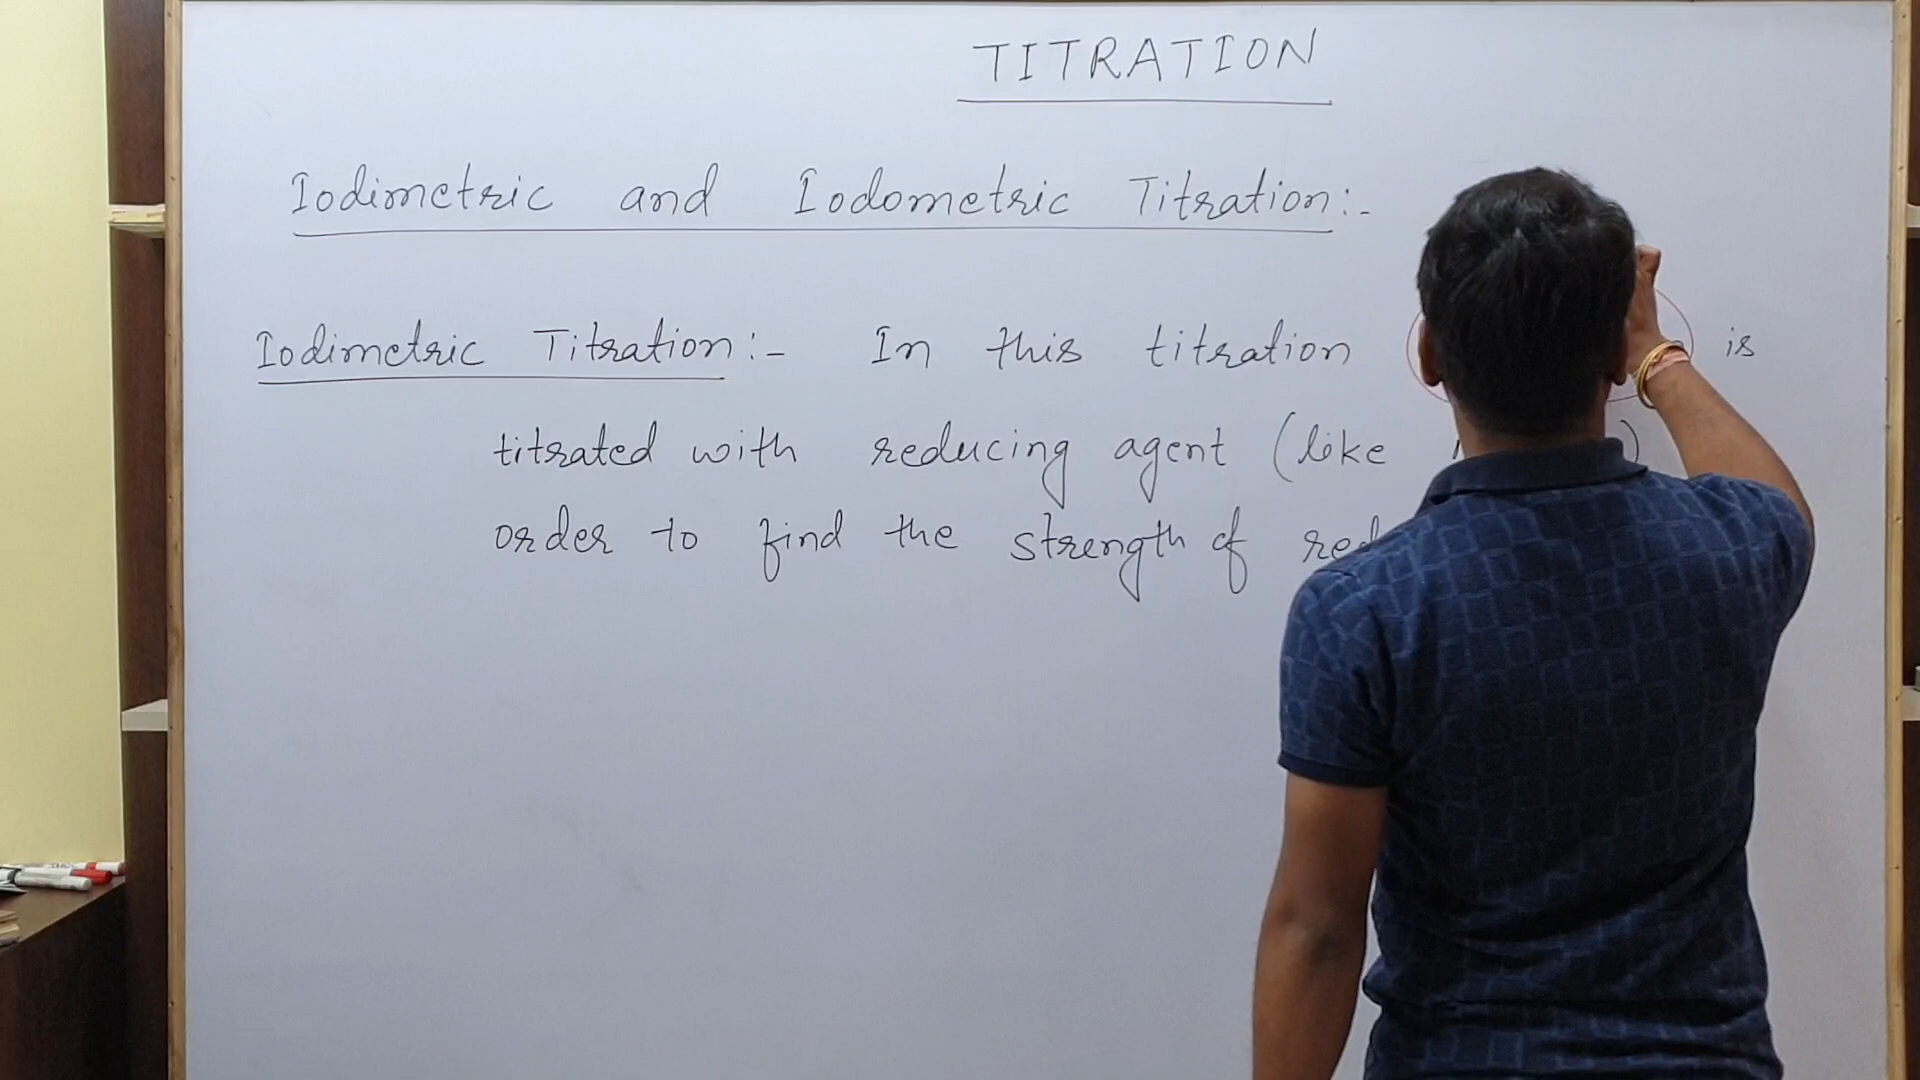 TITRATION
Iodimetric and Iodometric Titration:-
Iodimetric Titration:- In this titration is
titrated with reducing agent (like )
order to find the strength of